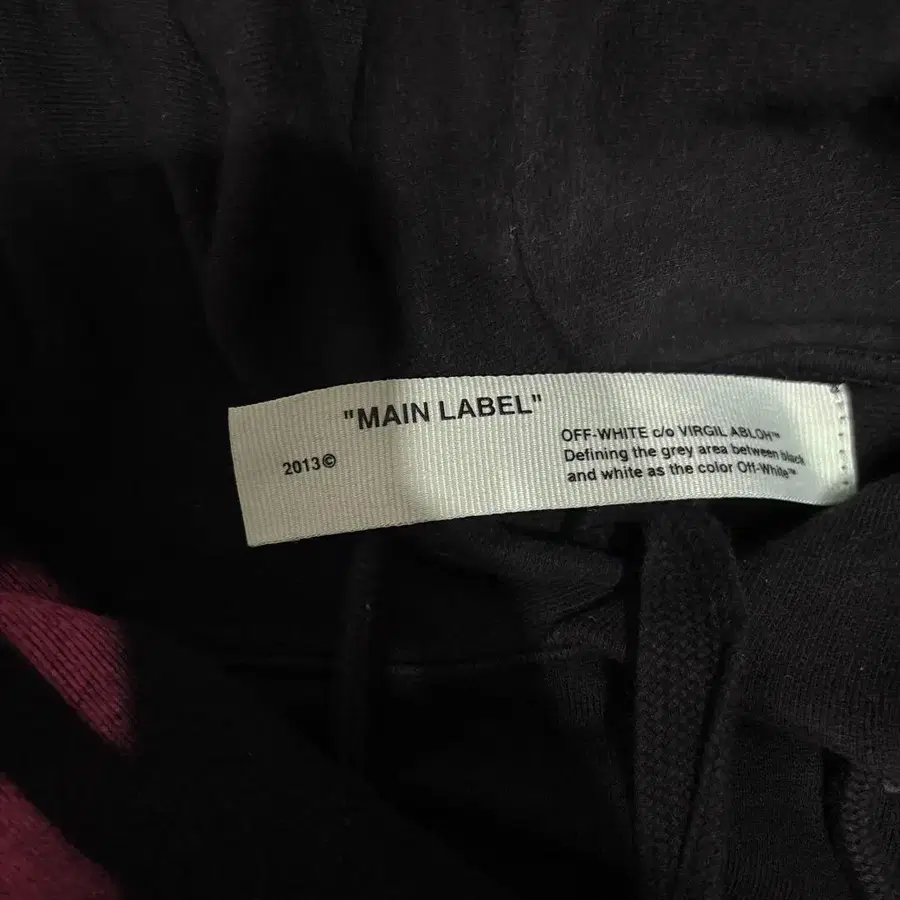 "MAIN LABEL"
2013©
OFF-WHITE c/o VIRGIL ABLOH™
Defining the grey area between black
and white as the color Off-White™